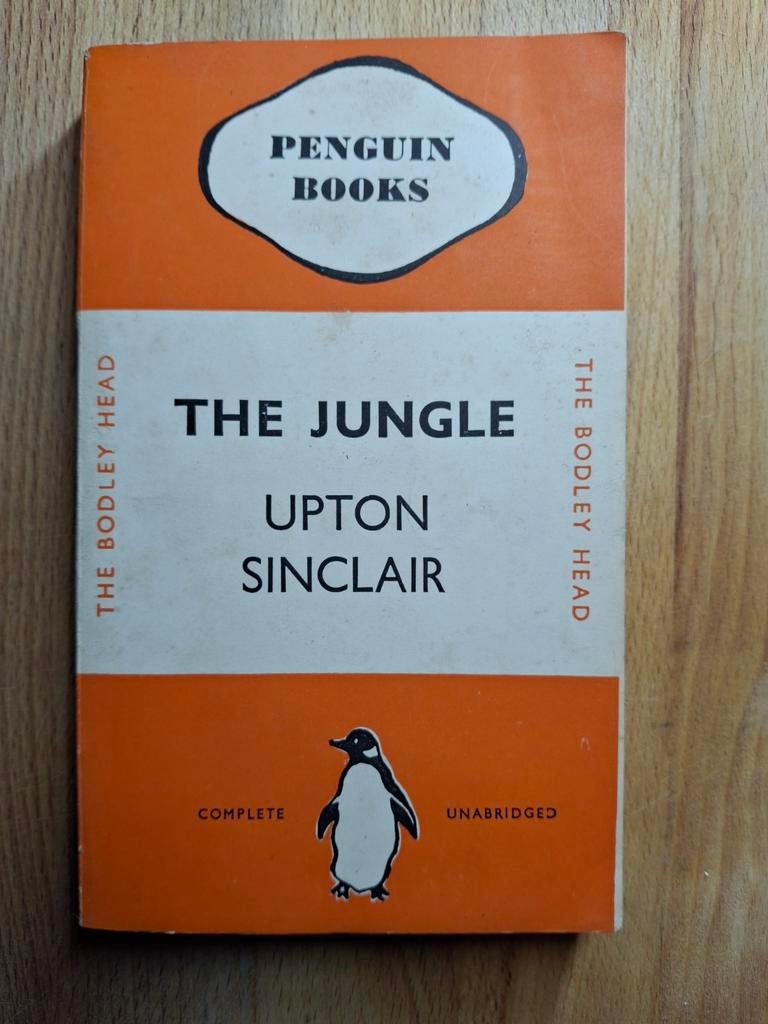 PENGUIN
BOOKS
THE BODLEY HEAD
THE JUNGLE
UPTON
SINCLAIR
THE BODLEY HEAD
COMPLETE
UNABRIDGED